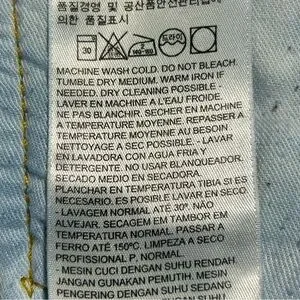 품질경영 및 공산품안전관리법에
의한 품질표시
30 140-160 드라이
MACHINE WASH COLD. DO NOT BLEACH.
TUMBLE DRY MEDIUM. WARM IRON IF
NEEDED. DRY CLEANING POSSIBLE -
LAVER EN MACHINE A L'EAU FROIDE.
NE PAS BLANCHIR. SECHER EN MACHINE
A TEMPERATURE MOYENNE. REPASSER A
TEMPERATURE MOYENNE AU BESOIN
NETTOYAGE A SEC POSSIBLE - LAVAR
EN LAVADORA CON AGUA FRIA Y
DETERGENTE. NO USAR BLANQUEADOR.
SECADO MEDIO EN SECADORA.
PLANCHAR EN TEMPERATURA TIBIA SI ES
NECESARIO. ES POSIBLE LAVAR EN SECO
- LAVAGEM NORMAL ATÉ 30º. NÃO
ALVEJAR. SECAGEM EM TAMBOR EM
TEMPERATURA NORMAL. PASSAR A
FERRO ATÉ 150ºC. LIMPEZA A SECO
PROFISSIONAL P, NORMAL.
- MESIN CUCI DENGAN SUHU RENDAH.
JANGAN GUNAKAN PEMUTIH. MESIN
PENGERING DENGAN SUHU